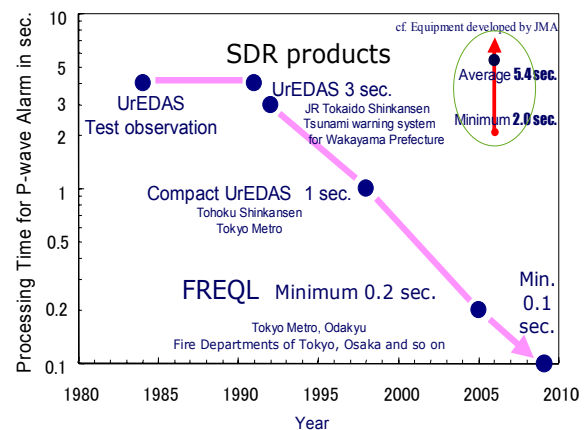 cf. Equipment developed by JMA
SDR products
Average 5.4 sec.
Minimum 2.0 sec.
UrEDAS
Test observation
UrEDAS 3 sec.
JR Tokaido Shinkansen
Tsunami warning system
for Wakayama Prefecture
Compact UrEDAS 1 sec.
Tohoku Shinkansen
Tokyo Metro
FREQL Minimum 0.2 sec.
Tokyo Metro, Odakyu
Fire Departments of Tokyo, Osaka and so on
Min.
0.1
sec.
Processing Time for P-wave Alarm in sec.
10
5
3
2
1
0.5
0.2
0.1
1980 1985 1990 1995 2000 2005 2010
Year